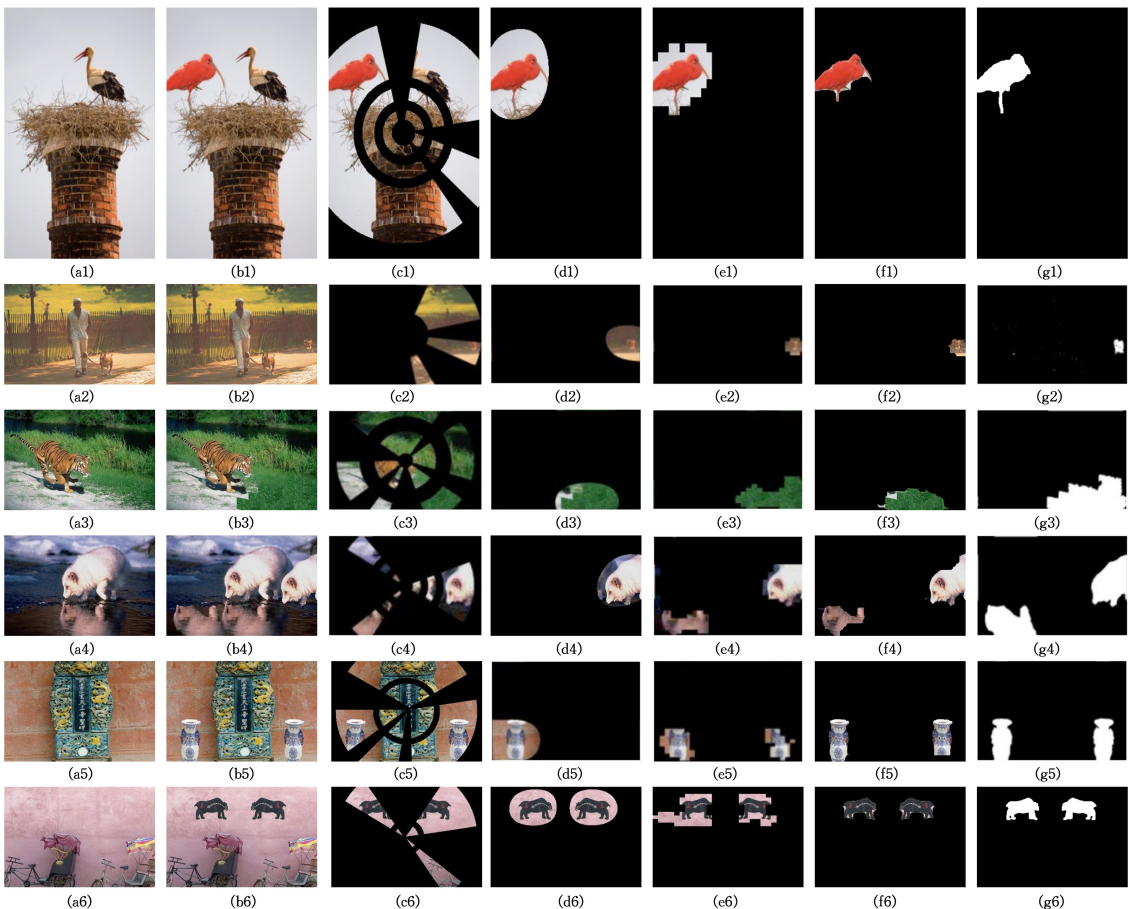 (a1) (b1) (c1) (d1) (e1) (f1) (g1)
(a2) (b2) (c2) (d2) (e2) (f2) (g2)
(a3) (b3) (c3) (d3) (e3) (f3) (g3)
(a4) (b4) (c4) (d4) (e4) (f4) (g4)
(a5) (b5) (c5) (d5) (e5) (f5) (g5)
(a6) (b6) (c6) (d6) (e6) (f6) (g6)